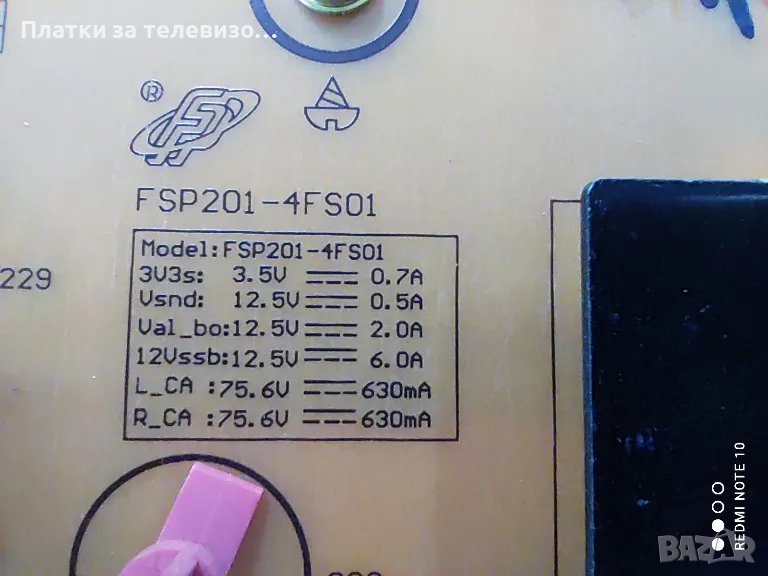 Платки за телевизо...
®
FSP
FSP201-4FS01
Model:FSP201-4FS01
3V3s: 3.5V 0.7A
Vsnd: 12.5V 0.5A
Val_bo:12.5V 2.0A
12Vssb:12.5V 6.0A
L_CA :75.6V 630mA
R_CA :75.6V 630mA
229
REDMI NOTE 10
BAZAR